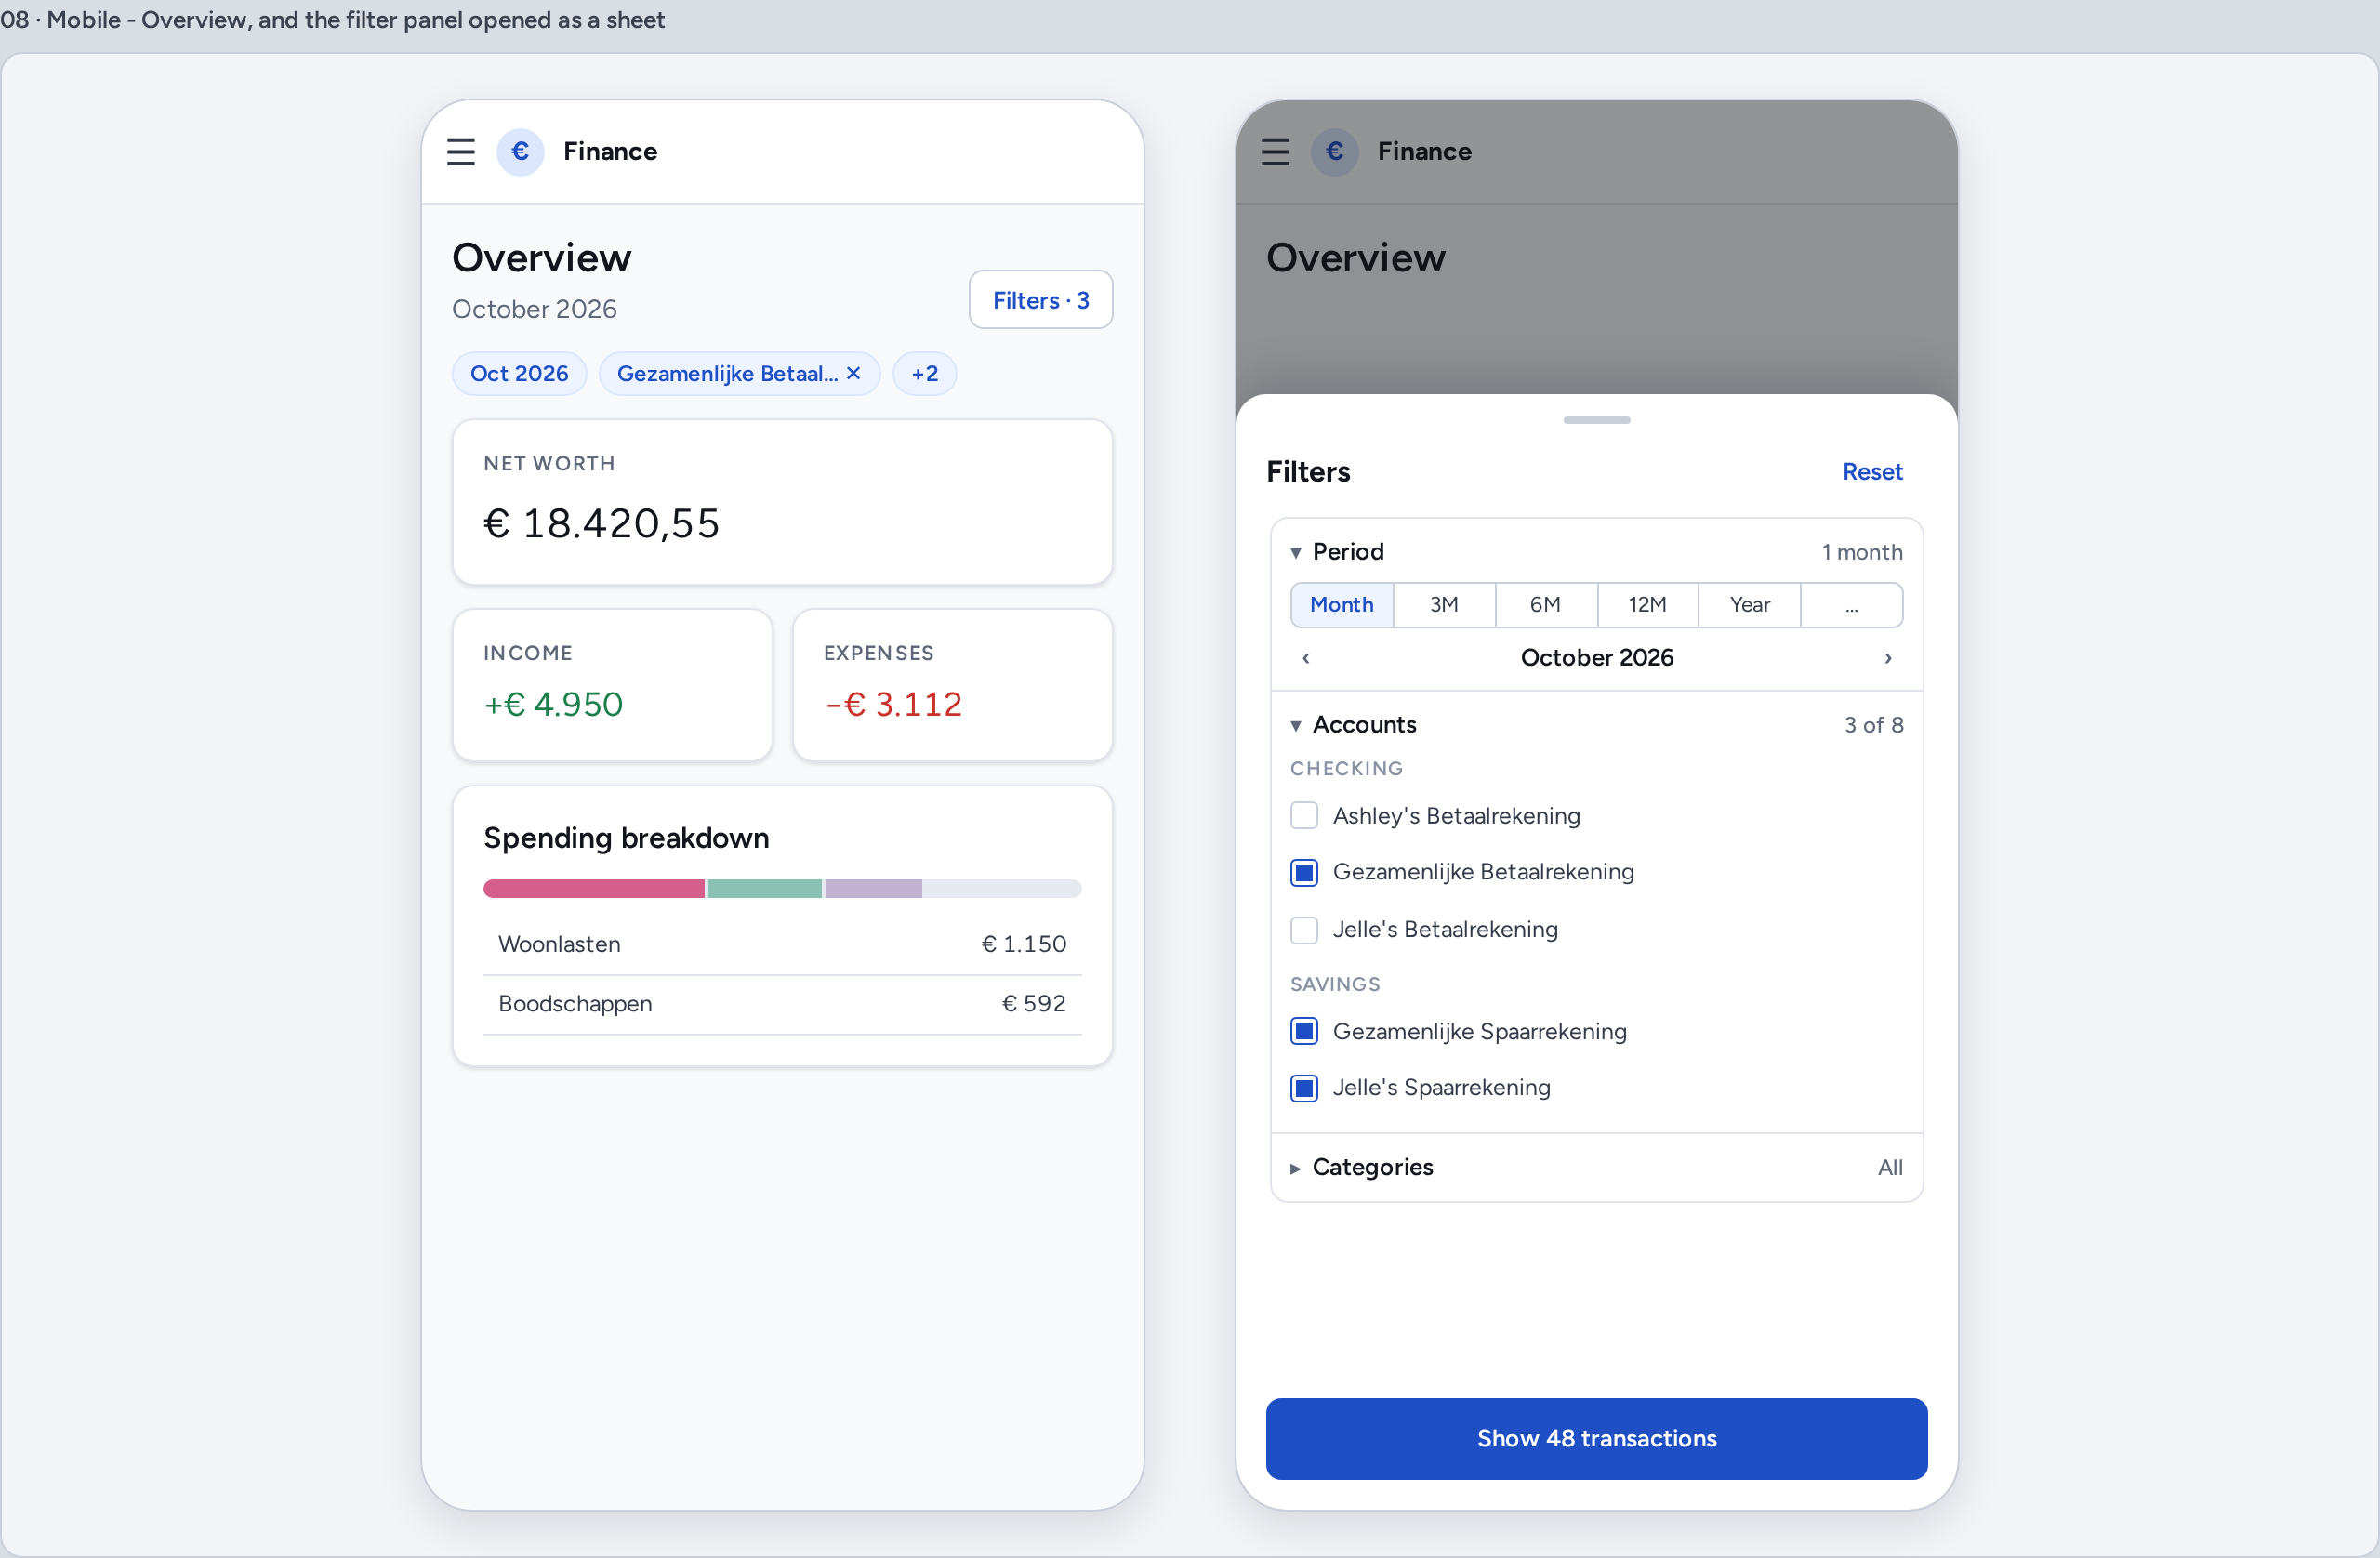 08 · Mobile - Overview, and the filter panel opened as a sheet
€ Finance
Overview
October 2026
Filters · 3
Oct 2026
Gezamenlijke Betaal... ✕
+2
NET WORTH
€ 18.420,55
INCOME
+€ 4.950
EXPENSES
−€ 3.112
Spending breakdown
Woonlasten € 1.150
Boodschappen € 592
€ Finance
Overview
Filters Reset
▾ Period 1 month
Month 3M 6M 12M Year ...
‹ October 2026 ›
▾ Accounts 3 of 8
CHECKING
Ashley's Betaalrekening
Gezamenlijke Betaalrekening
Jelle's Betaalrekening
SAVINGS
Gezamenlijke Spaarrekening
Jelle's Spaarrekening
▸ Categories All
Show 48 transactions